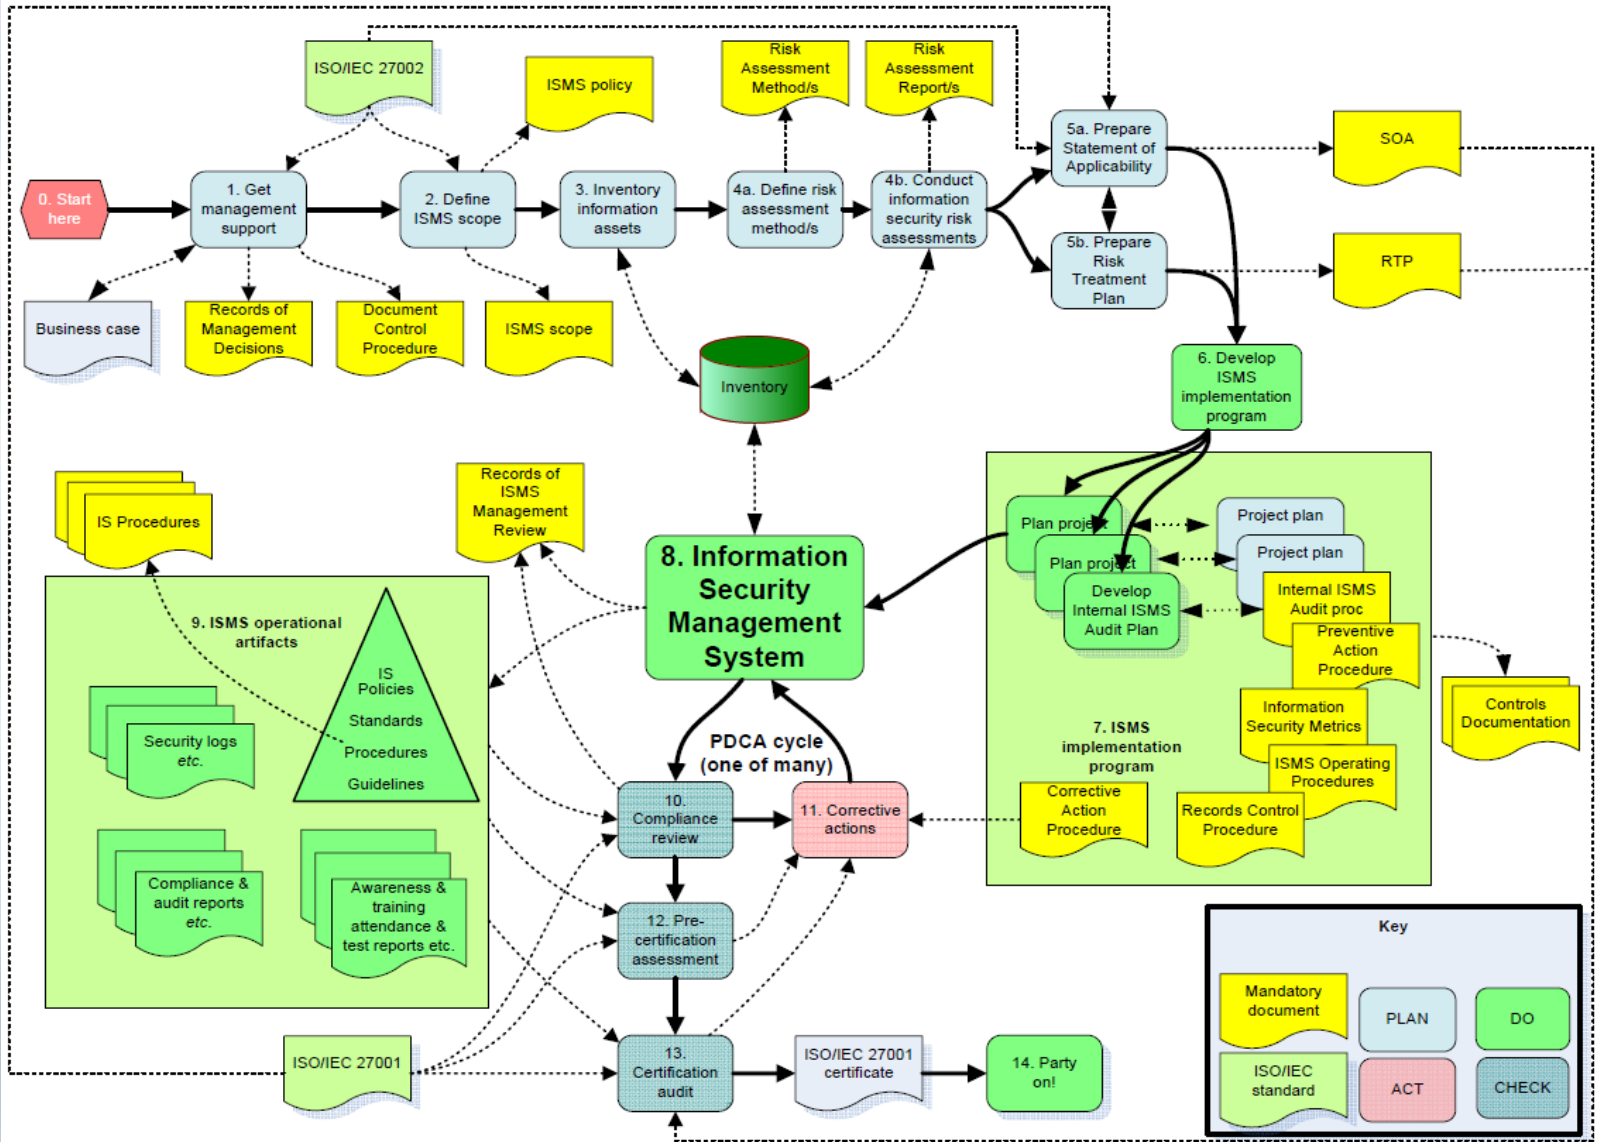 ISO/IEC 27002
ISMS policy
Risk
Assessment
Method/s
Risk
Assessment
Report/s
5a. Prepare
Statement of
Applicability
SOA
0. Start
here
1. Get
management
support
2. Define
ISMS scope
3. Inventory
information
assets
4a. Define risk
assessment
method/s
4b. Conduct
information
security risk
assessments
5b. Prepare
Risk
Treatment
Plan
RTP
Business case
Records of
Management
Decisions
Document
Control
Procedure
ISMS scope
Inventory
6. Develop
ISMS
implementation
program
IS Procedures
Records of
ISMS
Management
Review
8. Information
Security
Management
System
Plan project
Plan project
Develop
Internal ISMS
Audit Plan
Project plan
Project plan
Internal ISMS
Audit proc
Preventive
Action
Procedure
Information
Security Metrics
ISMS Operating
Procedures
Records Control
Procedure
Corrective
Action
Procedure
7. ISMS
implementation
program
Controls
Documentation
9. ISMS operational
artifacts
IS
Policies
Standards
Procedures
Guidelines
Security logs
etc.
Compliance &
audit reports
etc.
Awareness &
training
attendance &
test reports etc.
PDCA cycle
(one of many)
10.
Compliance
review
11. Corrective
actions
12. Pre-
certification
assessment
13.
Certification
audit
ISO/IEC 27001
ISO/IEC 27001
certificate
14. Party
on!
Key
Mandatory
document
PLAN
DO
ISO/IEC
standard
ACT
CHECK